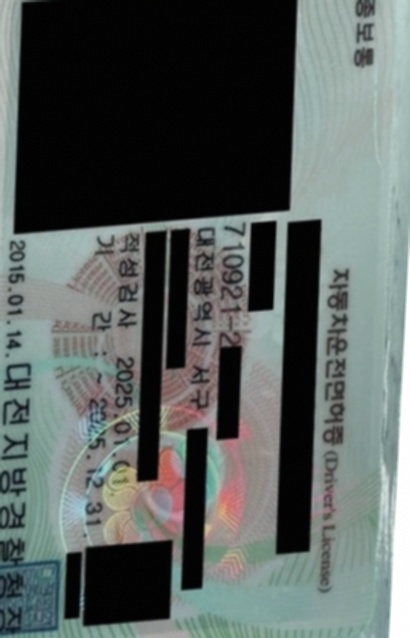 종보통
자동차운전면허증 (Driver's License)
710921-2
대전광역시 서구
적성검사 2025.01.01.
기 간 : ~ 2025.12.31
2015.01.14. 대전지방경찰청장